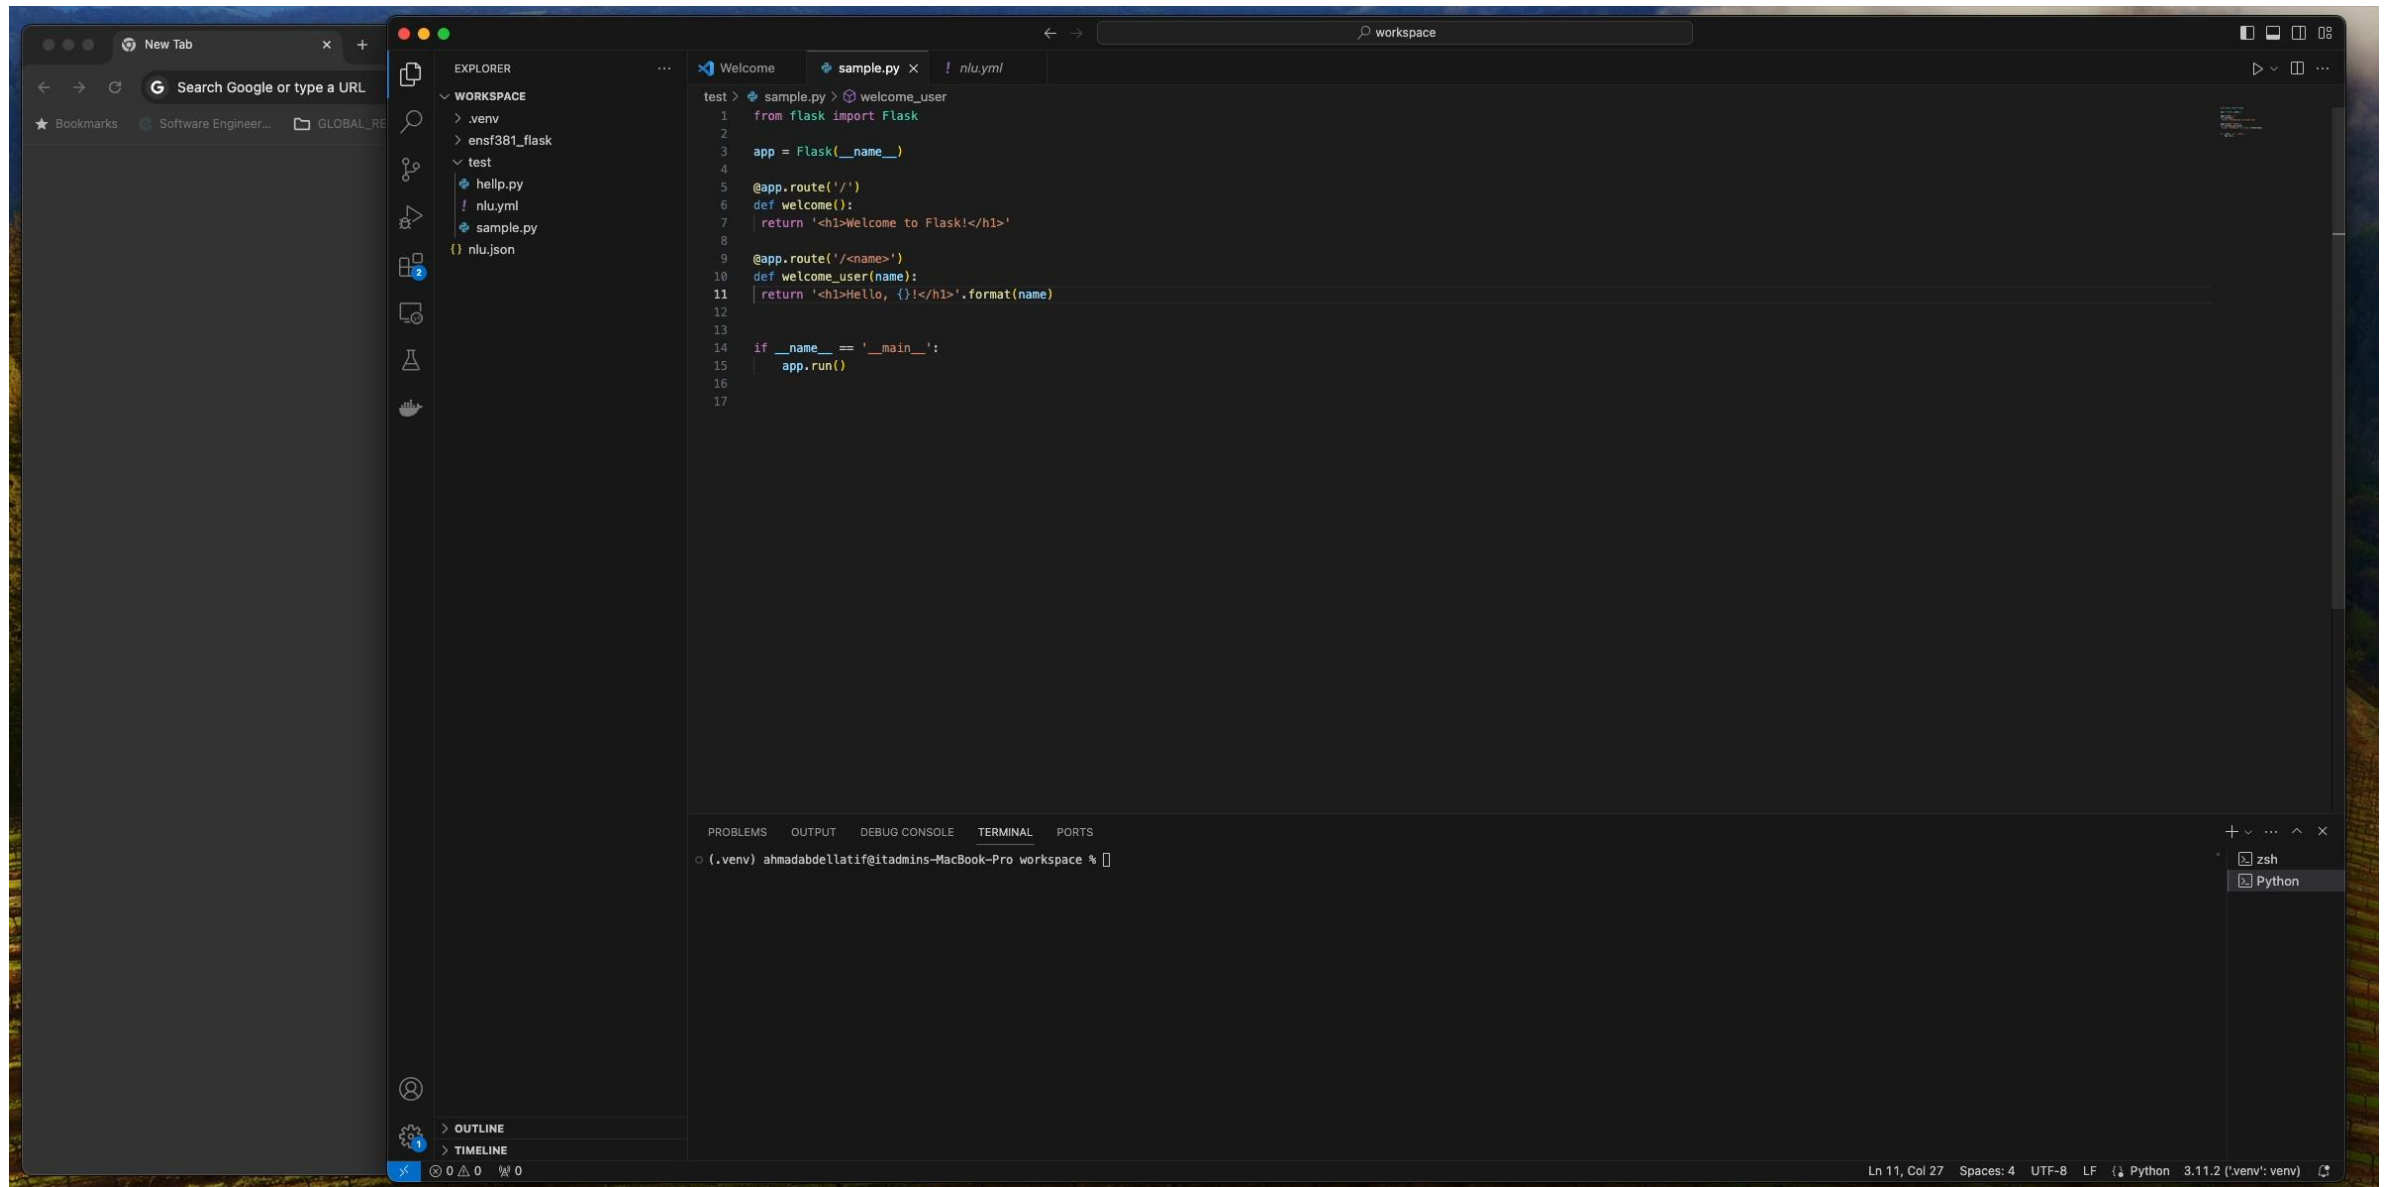 New Tab
Search Google or type a URL
Bookmarks Software Engineer... GLOBAL_RE
workspace
EXPLORER
WORKSPACE
.venv
ensf381_flask
test
hellp.py
nlu.yml
sample.py
nlu.json
OUTLINE
TIMELINE
Welcome sample.py nlu.yml
test > sample.py > welcome_user
1 from flask import Flask
2
3 app = Flask(__name__)
4
5 @app.route('/')
6 def welcome():
7 return '<h1>Welcome to Flask!</h1>'
8
9 @app.route('/<name>')
10 def welcome_user(name):
11 return '<h1>Hello, {}!</h1>'.format(name)
12
13
14 if __name__ == '__main__':
15 app.run()
16
17
PROBLEMS OUTPUT DEBUG CONSOLE TERMINAL PORTS
(.venv) ahmadabdellatif@itadmins-MacBook-Pro workspace %
zsh
Python
2
1
0 0 0
Ln 11, Col 27 Spaces: 4 UTF-8 LF Python 3.11.2 ('.venv': venv)